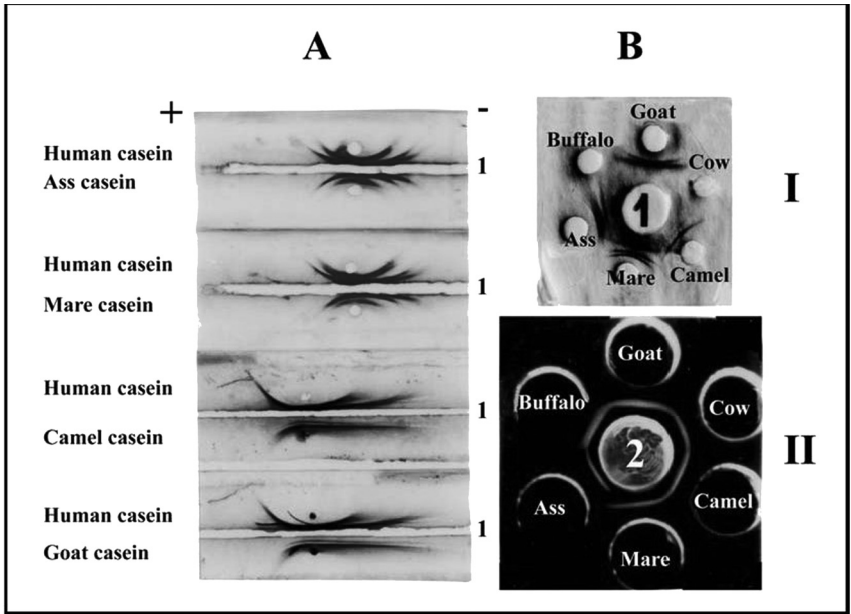 A
B
+
-
Human casein
Ass casein
1
Human casein
Mare casein
1
Human casein
Camel casein
1
Human casein
Goat casein
1
Goat
Buffalo
Cow
1
Ass
Mare
Camel
I
Goat
Buffalo
Cow
2
Ass
Camel
Mare
II